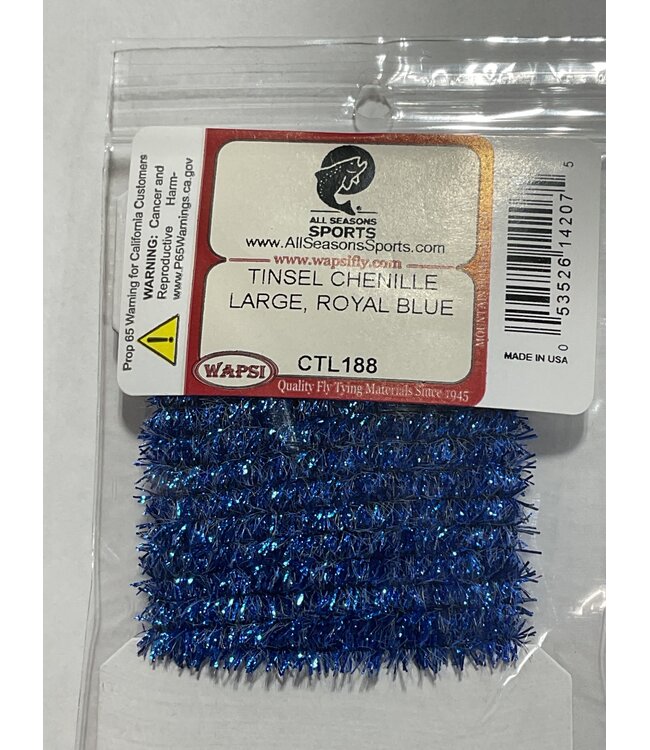 Prop 65 Warning for California Customers
WARNING: Cancer and
Reproductive Harm-
www.P65Warnings.ca.gov
ALL SEASONS
SPORTS
www.AllSeasonsSports.com
www.wapsifly.com
TINSEL CHENILLE
LARGE, ROYAL BLUE
WAPSI
CTL188
Quality Fly Tying Materials Since 1945
MOUNTAIN
0 53526 14207 5
MADE IN USA